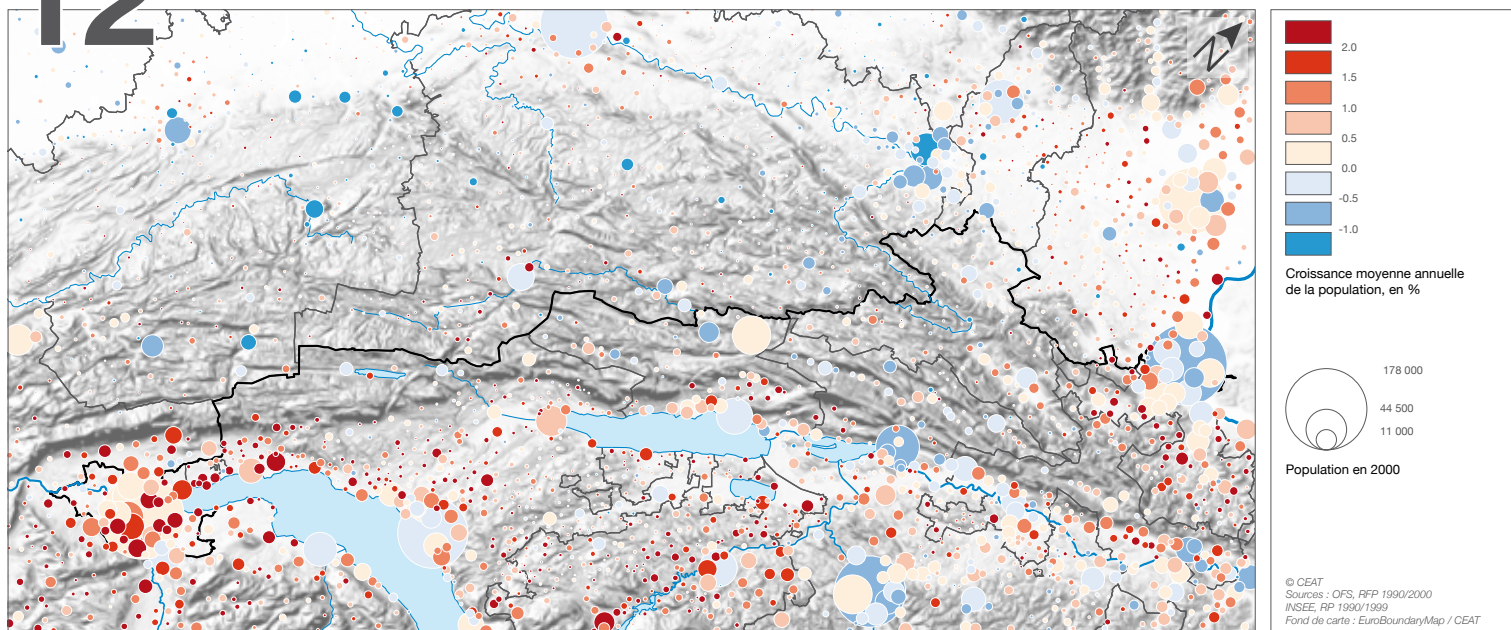 12
N
2.0
1.5
1.0
0.5
0.0
-0.5
-1.0
Croissance moyenne annuelle
de la population, en %
178 000
44 500
11 000
Population en 2000
© CEAT
Sources : OFS, RFP 1990/2000
INSEE, RP 1990/1999
Fond de carte : EuroBoundaryMap / CEAT